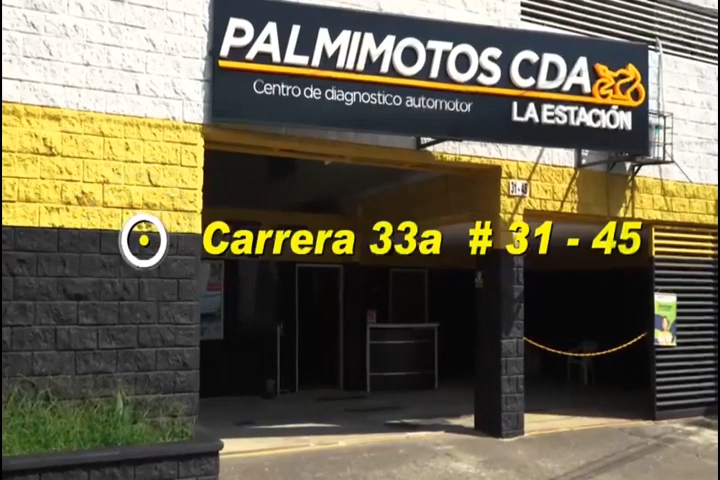 PALMIMOTOS CDA
Centro de diagnostico automotor
LA ESTACIÓN
31-45
Carrera 33a # 31 - 45